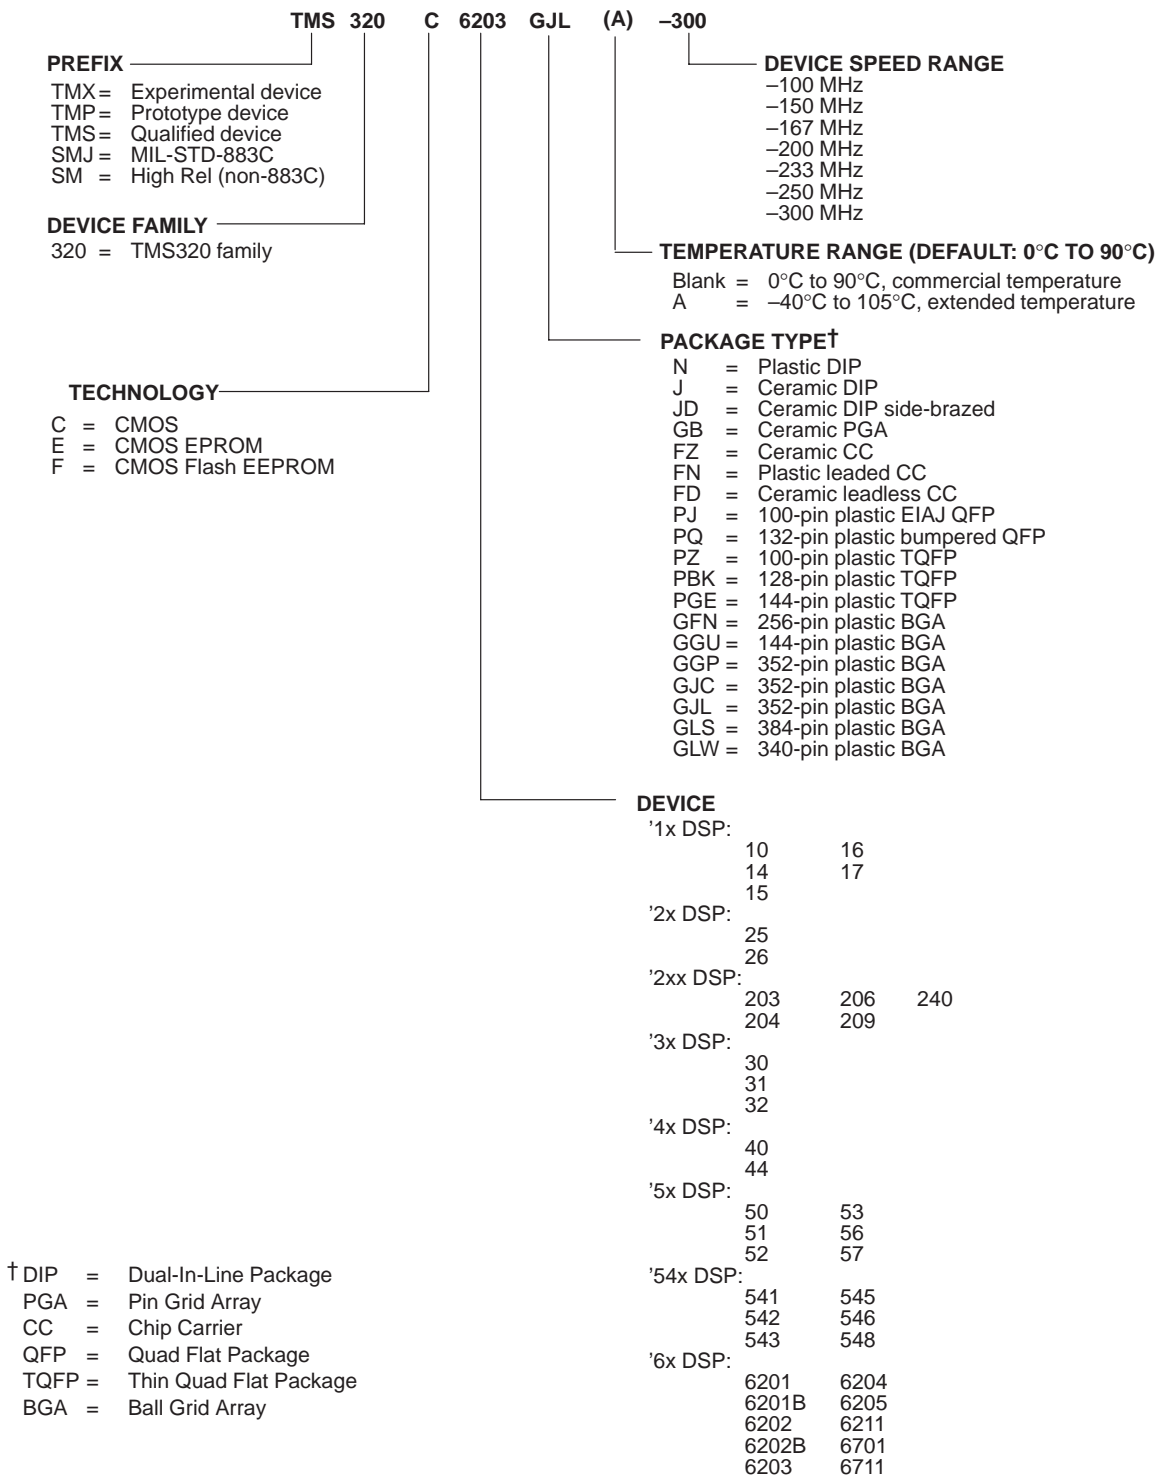 TMS 320 C 6203 GJL (A) –300
PREFIX
TMX = Experimental device
TMP = Prototype device
TMS = Qualified device
SMJ = MIL-STD-883C
SM = High Rel (non-883C)
DEVICE FAMILY
320 = TMS320 family
TECHNOLOGY
C = CMOS
E = CMOS EPROM
F = CMOS Flash EEPROM
DEVICE SPEED RANGE
–100 MHz
–150 MHz
–167 MHz
–200 MHz
–233 MHz
–250 MHz
–300 MHz
TEMPERATURE RANGE (DEFAULT: 0°C TO 90°C)
Blank = 0°C to 90°C, commercial temperature
A = –40°C to 105°C, extended temperature
PACKAGE TYPE†
N = Plastic DIP
J = Ceramic DIP
JD = Ceramic DIP side-brazed
GB = Ceramic PGA
FZ = Ceramic CC
FN = Plastic leaded CC
FD = Ceramic leadless CC
PJ = 100-pin plastic EIAJ QFP
PQ = 132-pin plastic bumpered QFP
PZ = 100-pin plastic TQFP
PBK = 128-pin plastic TQFP
PGE = 144-pin plastic TQFP
GFN = 256-pin plastic BGA
GGU = 144-pin plastic BGA
GGP = 352-pin plastic BGA
GJC = 352-pin plastic BGA
GJL = 352-pin plastic BGA
GLS = 384-pin plastic BGA
GLW = 340-pin plastic BGA
DEVICE
’1x DSP:
10 16
14 17
15
’2x DSP:
25
26
’2xx DSP:
203 206 240
204 209
’3x DSP:
30
31
32
’4x DSP:
40
44
’5x DSP:
50 53
51 56
52 57
’54x DSP:
541 545
542 546
543 548
’6x DSP:
6201 6204
6201B 6205
6202 6211
6202B 6701
6203 6711
† DIP = Dual-In-Line Package
PGA = Pin Grid Array
CC = Chip Carrier
QFP = Quad Flat Package
TQFP = Thin Quad Flat Package
BGA = Ball Grid Array